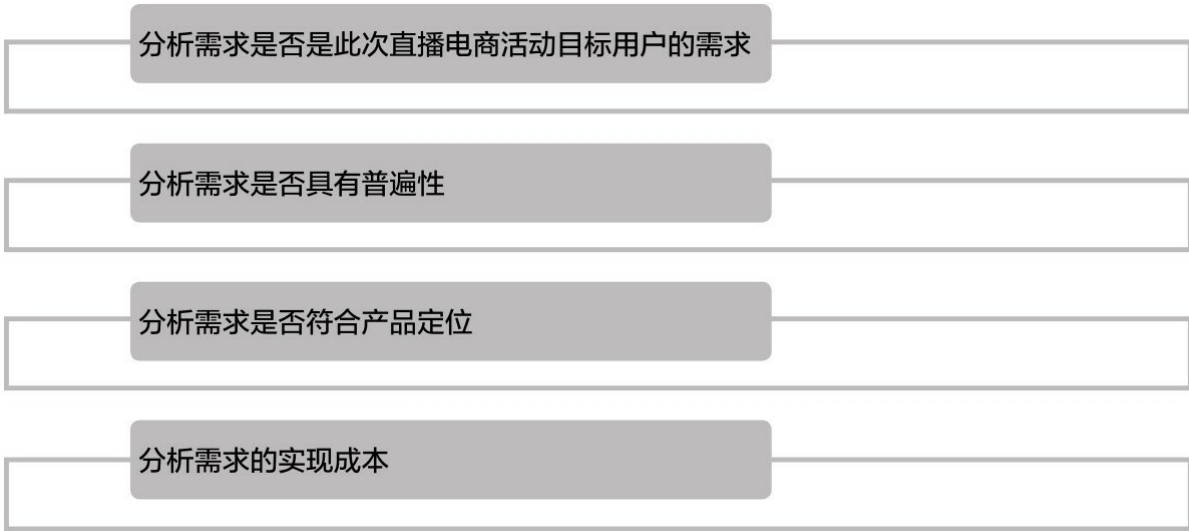 分析需求是否是此次直播电商活动目标用户的需求
分析需求是否具有普遍性
分析需求是否符合产品定位
分析需求的实现成本